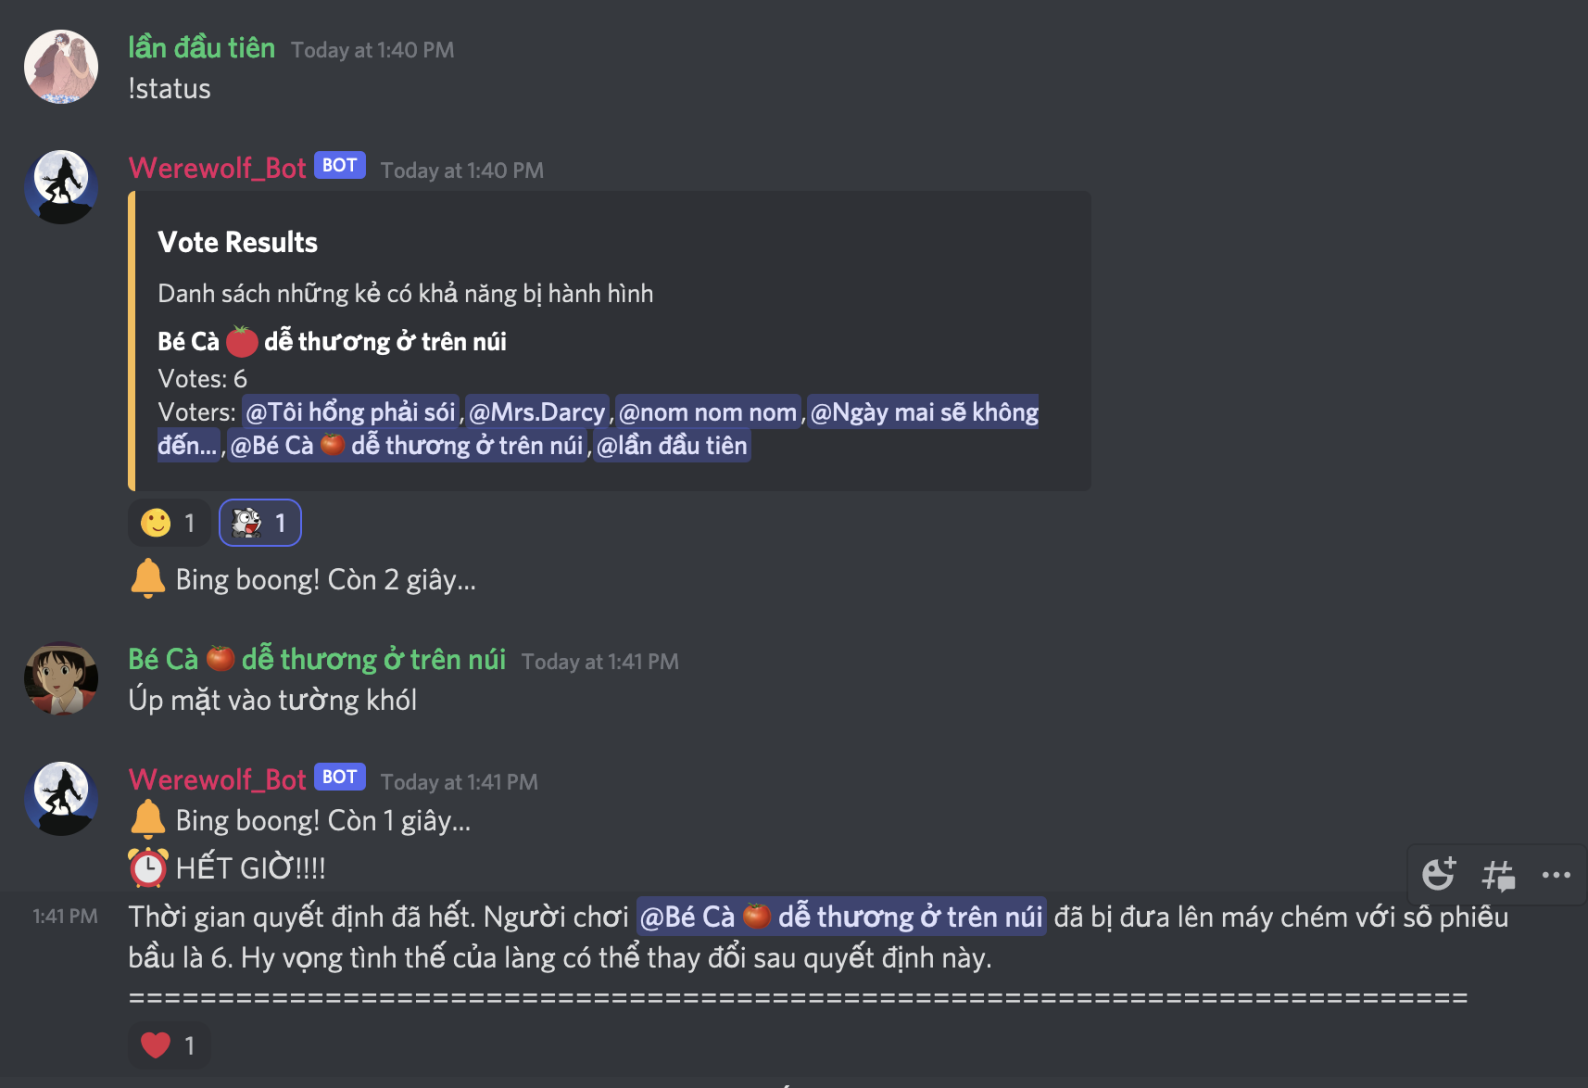 lần đầu tiên Today at 1:40 PM
!status
Werewolf_Bot BOT Today at 1:40 PM
Vote Results
Danh sách những kẻ có khả năng bị hành hình
Bé Cà 🍅 dễ thương ở trên núi
Votes: 6
Voters: @Tôi hổng phải sói,@Mrs.Darcy,@nom nom nom,@Ngày mai sẽ không
đến...,@Bé Cà 🍅 dễ thương ở trên núi,@lần đầu tiên
🙂 1 1
🔔 Bing boong! Còn 2 giây...
Bé Cà 🍅 dễ thương ở trên núi Today at 1:41 PM
Úp mặt vào tường khól
Werewolf_Bot BOT Today at 1:41 PM
🔔 Bing boong! Còn 1 giây...
⏰ HẾT GIỜ!!!!
1:41 PM Thời gian quyết định đã hết. Người chơi @Bé Cà 🍅 dễ thương ở trên núi đã bị đưa lên máy chém với số phiếu
bầu là 6. Hy vọng tình thế của làng có thể thay đổi sau quyết định này.
===========================================================================
❤️ 1